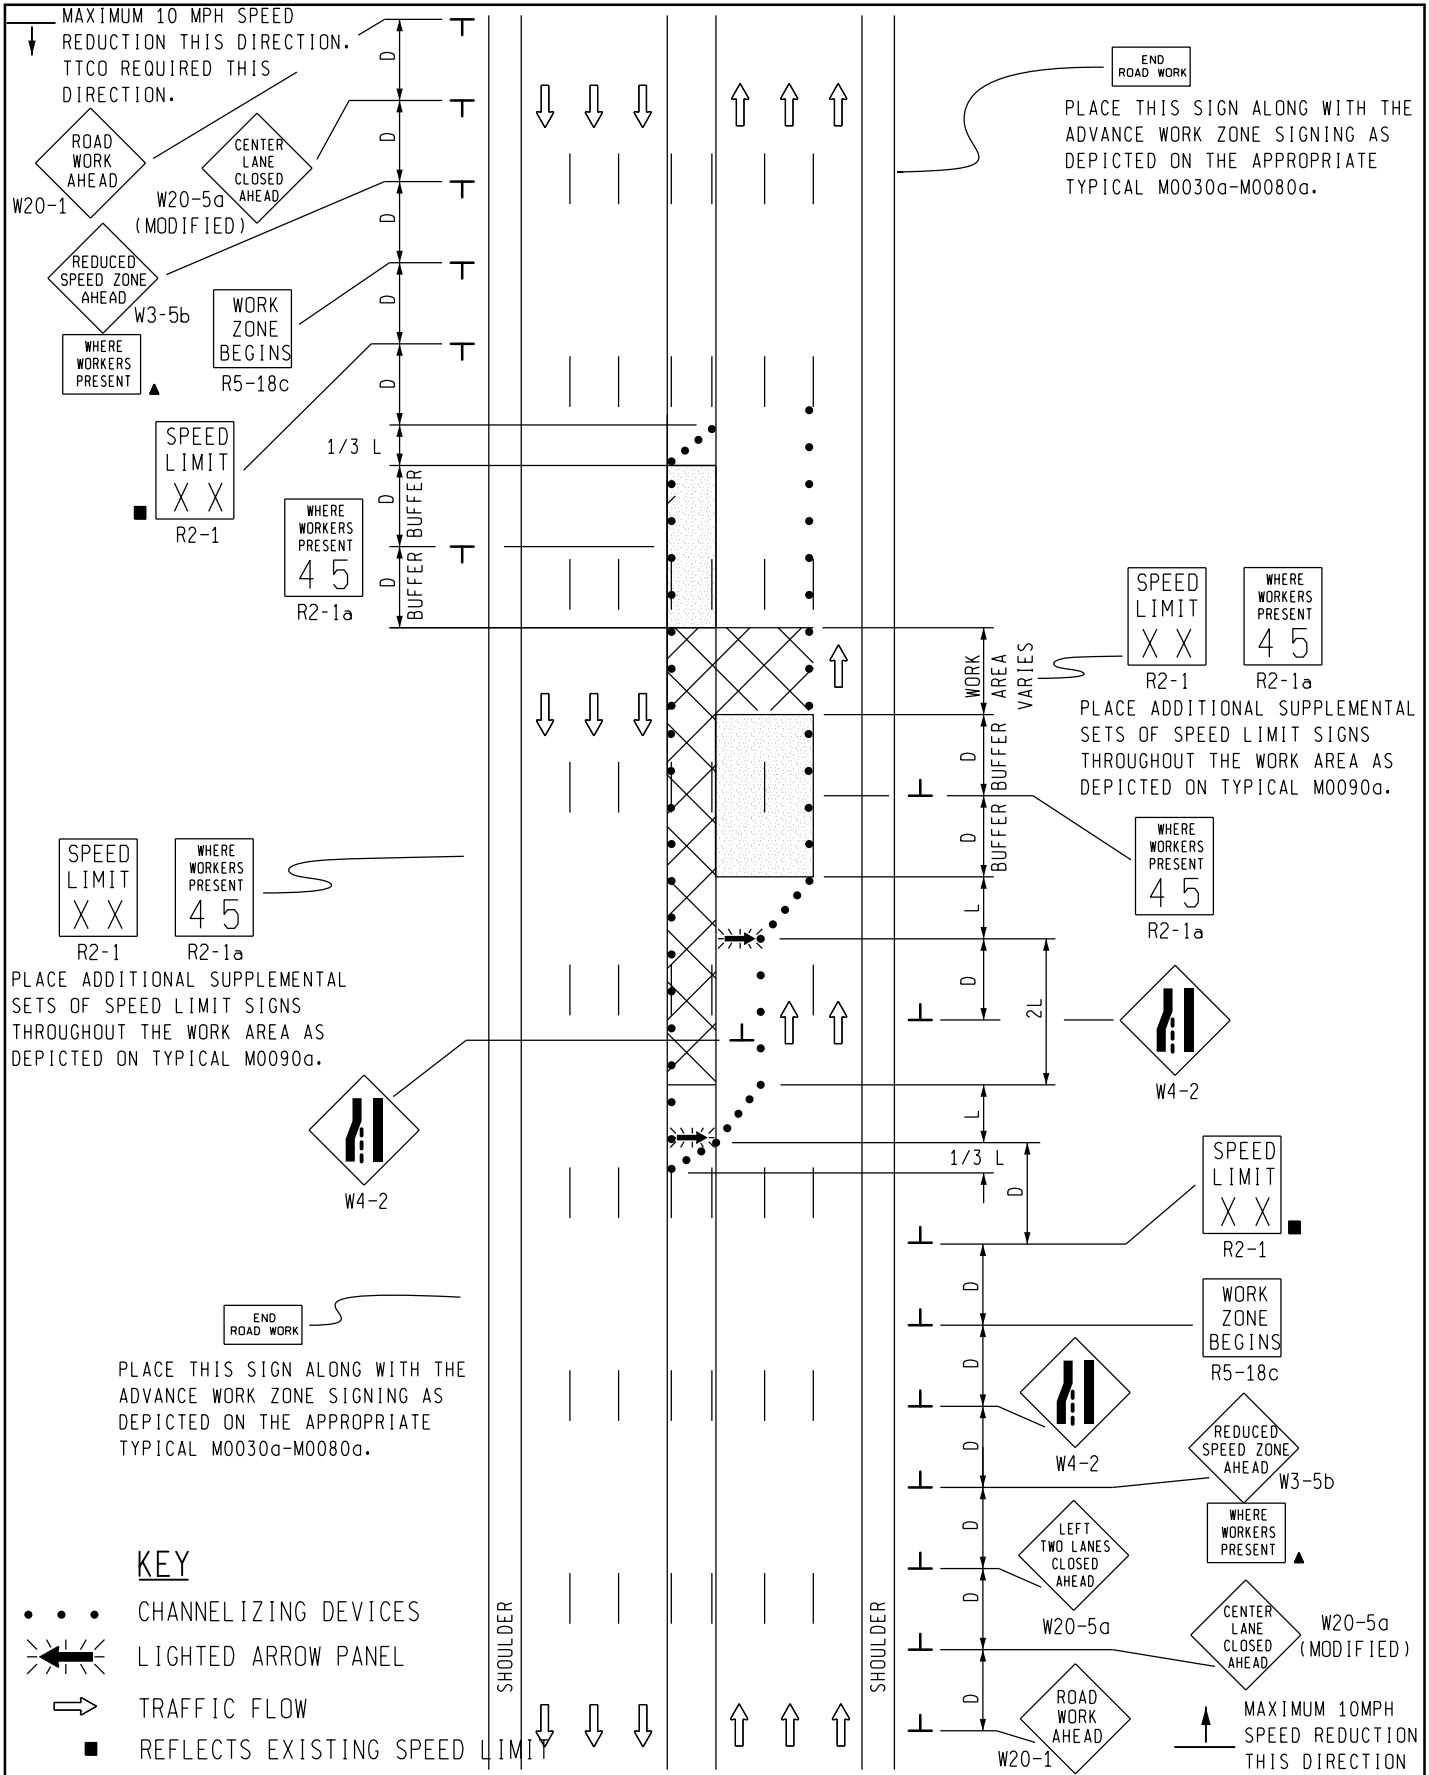 MAXIMUM 10 MPH SPEED
REDUCTION THIS DIRECTION.
TTCO REQUIRED THIS
DIRECTION.
ROAD
WORK
AHEAD
W20-1
CENTER
LANE
CLOSED
AHEAD
W20-5a
(MODIFIED)
REDUCED
SPEED ZONE
AHEAD
W3-5b
WHERE
WORKERS
PRESENT
WORK
ZONE
BEGINS
R5-18c
SPEED
LIMIT
X X
R2-1
WHERE
WORKERS
PRESENT
4 5
R2-1a
D
D
D
D
D
1/3 L
D
BUFFER
D
BUFFER
END
ROAD WORK
PLACE THIS SIGN ALONG WITH THE
ADVANCE WORK ZONE SIGNING AS
DEPICTED ON THE APPROPRIATE
TYPICAL M0030a-M0080a.
WORK
AREA
VARIES
SPEED
LIMIT
X X
R2-1
WHERE
WORKERS
PRESENT
4 5
R2-1a
PLACE ADDITIONAL SUPPLEMENTAL
SETS OF SPEED LIMIT SIGNS
THROUGHOUT THE WORK AREA AS
DEPICTED ON TYPICAL M0090a.
D
BUFFER
D
BUFFER
WHERE
WORKERS
PRESENT
4 5
R2-1a
L
D
2L
W4-2
L
1/3 L
D
SPEED
LIMIT
X X
R2-1
WHERE
WORKERS
PRESENT
4 5
R2-1a
PLACE ADDITIONAL SUPPLEMENTAL
SETS OF SPEED LIMIT SIGNS
THROUGHOUT THE WORK AREA AS
DEPICTED ON TYPICAL M0090a.
W4-2
SPEED
LIMIT
X X
R2-1
D
WORK
ZONE
BEGINS
R5-18c
D
W4-2
D
REDUCED
SPEED ZONE
AHEAD
W3-5b
WHERE
WORKERS
PRESENT
D
LEFT
TWO LANES
CLOSED
AHEAD
W20-5a
D
CENTER
LANE
CLOSED
AHEAD
W20-5a
(MODIFIED)
D
ROAD
WORK
AHEAD
W20-1
MAXIMUM 10MPH
SPEED REDUCTION
THIS DIRECTION
END
ROAD WORK
PLACE THIS SIGN ALONG WITH THE
ADVANCE WORK ZONE SIGNING AS
DEPICTED ON THE APPROPRIATE
TYPICAL M0030a-M0080a.
KEY
CHANNELIZING DEVICES
LIGHTED ARROW PANEL
TRAFFIC FLOW
REFLECTS EXISTING SPEED LIMIT
SHOULDER
SHOULDER